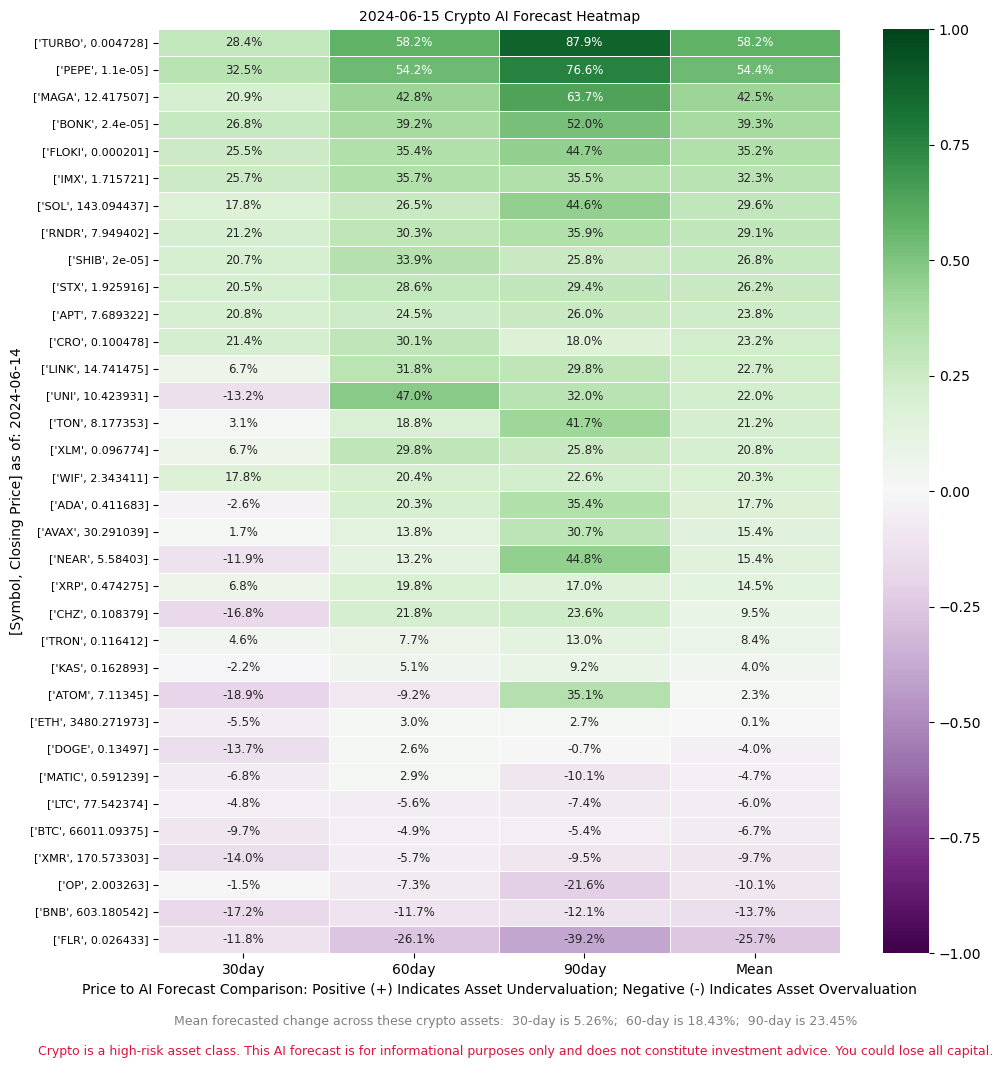 2024-06-15 Crypto AI Forecast Heatmap
['TURBO', 0.004728] 28.4% 58.2% 87.9% 58.2%
['PEPE', 1.1e-05] 32.5% 54.2% 76.6% 54.4%
['MAGA', 12.417507] 20.9% 42.8% 63.7% 42.5%
['BONK', 2.4e-05] 26.8% 39.2% 52.0% 39.3%
['FLOKI', 0.000201] 25.5% 35.4% 44.7% 35.2%
['IMX', 1.715721] 25.7% 35.7% 35.5% 32.3%
['SOL', 143.094437] 17.8% 26.5% 44.6% 29.6%
['RNDR', 7.949402] 21.2% 30.3% 35.9% 29.1%
['SHIB', 2e-05] 20.7% 33.9% 25.8% 26.8%
['STX', 1.925916] 20.5% 28.6% 29.4% 26.2%
['APT', 7.689322] 20.8% 24.5% 26.0% 23.8%
['CRO', 0.100478] 21.4% 30.1% 18.0% 23.2%
['LINK', 14.741475] 6.7% 31.8% 29.8% 22.7%
['UNI', 10.423931] -13.2% 47.0% 32.0% 22.0%
['TON', 8.177353] 3.1% 18.8% 41.7% 21.2%
['XLM', 0.096774] 6.7% 29.8% 25.8% 20.8%
['WIF', 2.343411] 17.8% 20.4% 22.6% 20.3%
['ADA', 0.411683] -2.6% 20.3% 35.4% 17.7%
['AVAX', 30.291039] 1.7% 13.8% 30.7% 15.4%
['NEAR', 5.58403] -11.9% 13.2% 44.8% 15.4%
['XRP', 0.474275] 6.8% 19.8% 17.0% 14.5%
['CHZ', 0.108379] -16.8% 21.8% 23.6% 9.5%
['TRON', 0.116412] 4.6% 7.7% 13.0% 8.4%
['KAS', 0.162893] -2.2% 5.1% 9.2% 4.0%
['ATOM', 7.11345] -18.9% -9.2% 35.1% 2.3%
['ETH', 3480.271973] -5.5% 3.0% 2.7% 0.1%
['DOGE', 0.13497] -13.7% 2.6% -0.7% -4.0%
['MATIC', 0.591239] -6.8% 2.9% -10.1% -4.7%
['LTC', 77.542374] -4.8% -5.6% -7.4% -6.0%
['BTC', 66011.09375] -9.7% -4.9% -5.4% -6.7%
['XMR', 170.573303] -14.0% -5.7% -9.5% -9.7%
['OP', 2.003263] -1.5% -7.3% -21.6% -10.1%
['BNB', 603.180542] -17.2% -11.7% -12.1% -13.7%
['FLR', 0.026433] -11.8% -26.1% -39.2% -25.7%
30day 60day 90day Mean
[Symbol, Closing Price] as of: 2024-06-14
1.00
0.75
0.50
0.25
0.00
−0.25
−0.50
−0.75
−1.00
Price to AI Forecast Comparison: Positive (+) Indicates Asset Undervaluation; Negative (-) Indicates Asset Overvaluation
Mean forecasted change across these crypto assets:  30-day is 5.26%;  60-day is 18.43%;  90-day is 23.45%
Crypto is a high-risk asset class. This AI forecast is for informational purposes only and does not constitute investment advice. You could lose all capital.